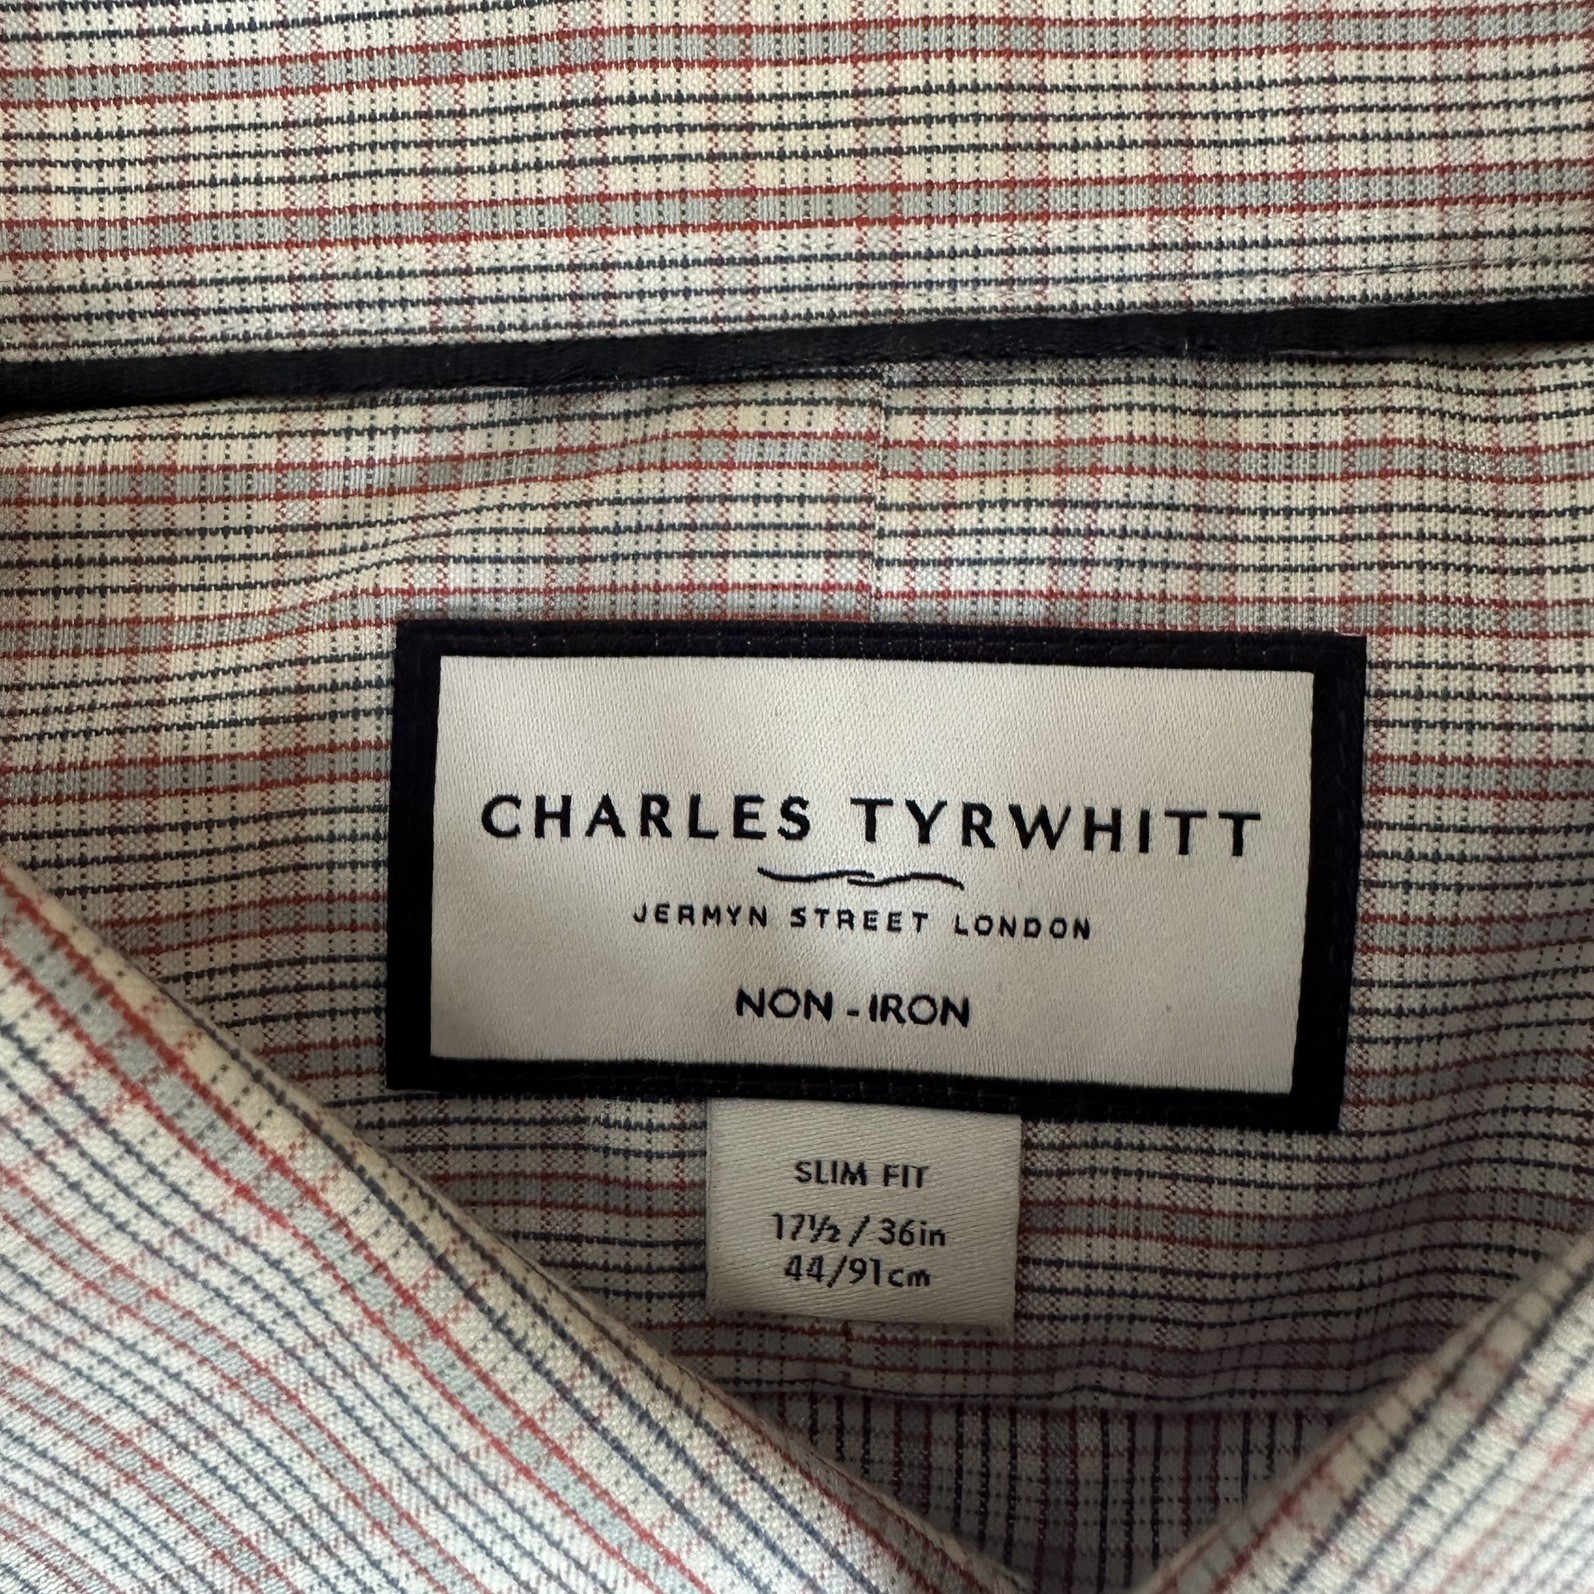 CHARLES TYRWHITT
JERMYN STREET LONDON
NON-IRON
SLIM FIT
17½ / 36in
44/91cm